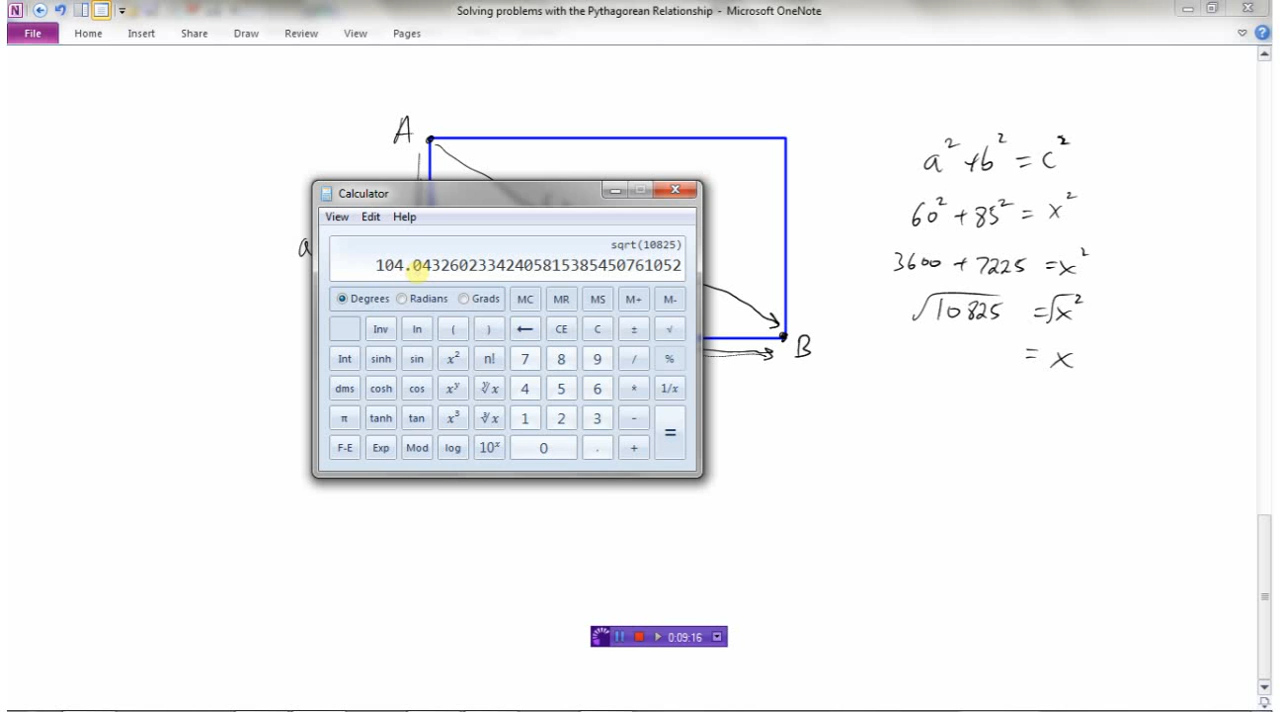 Solving problems with the Pythagorean Relationship - Microsoft OneNote
File Home Insert Share Draw Review View Pages
A
a² + b² = c²
60² + 85² = x²
3600 + 7225 = x²
√10825 = √x²
= x
a
B
Calculator
View Edit Help
sqrt(10825)
104.04326023342405815385450761052
Degrees Radians Grads MC MR MS M+ M-
Inv ln ( ) ← CE C ± √
Int sinh sin x² n! 7 8 9 / %
dms cosh cos xʸ ʸ√x 4 5 6 * 1/x
π tanh tan x³ ³√x 1 2 3 - =
F-E Exp Mod log 10ˣ 0 . +
0:09:16